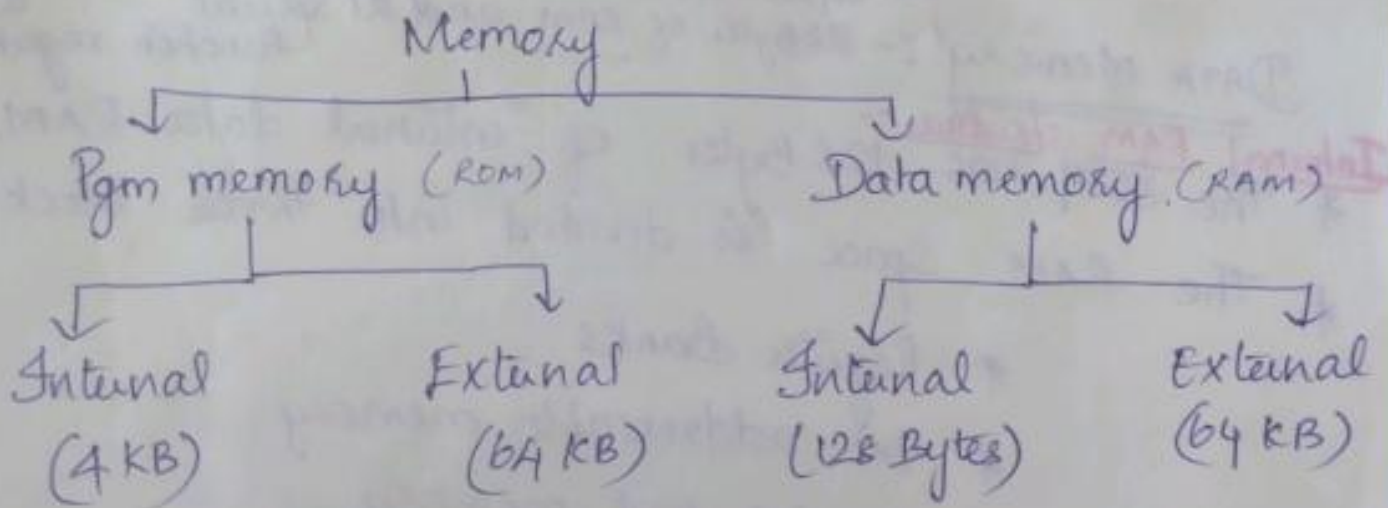 Memory
Pgm memory (ROM) Data memory (RAM)
Internal External Internal External
(4 KB) (64 KB) (128 Bytes) (64 KB)